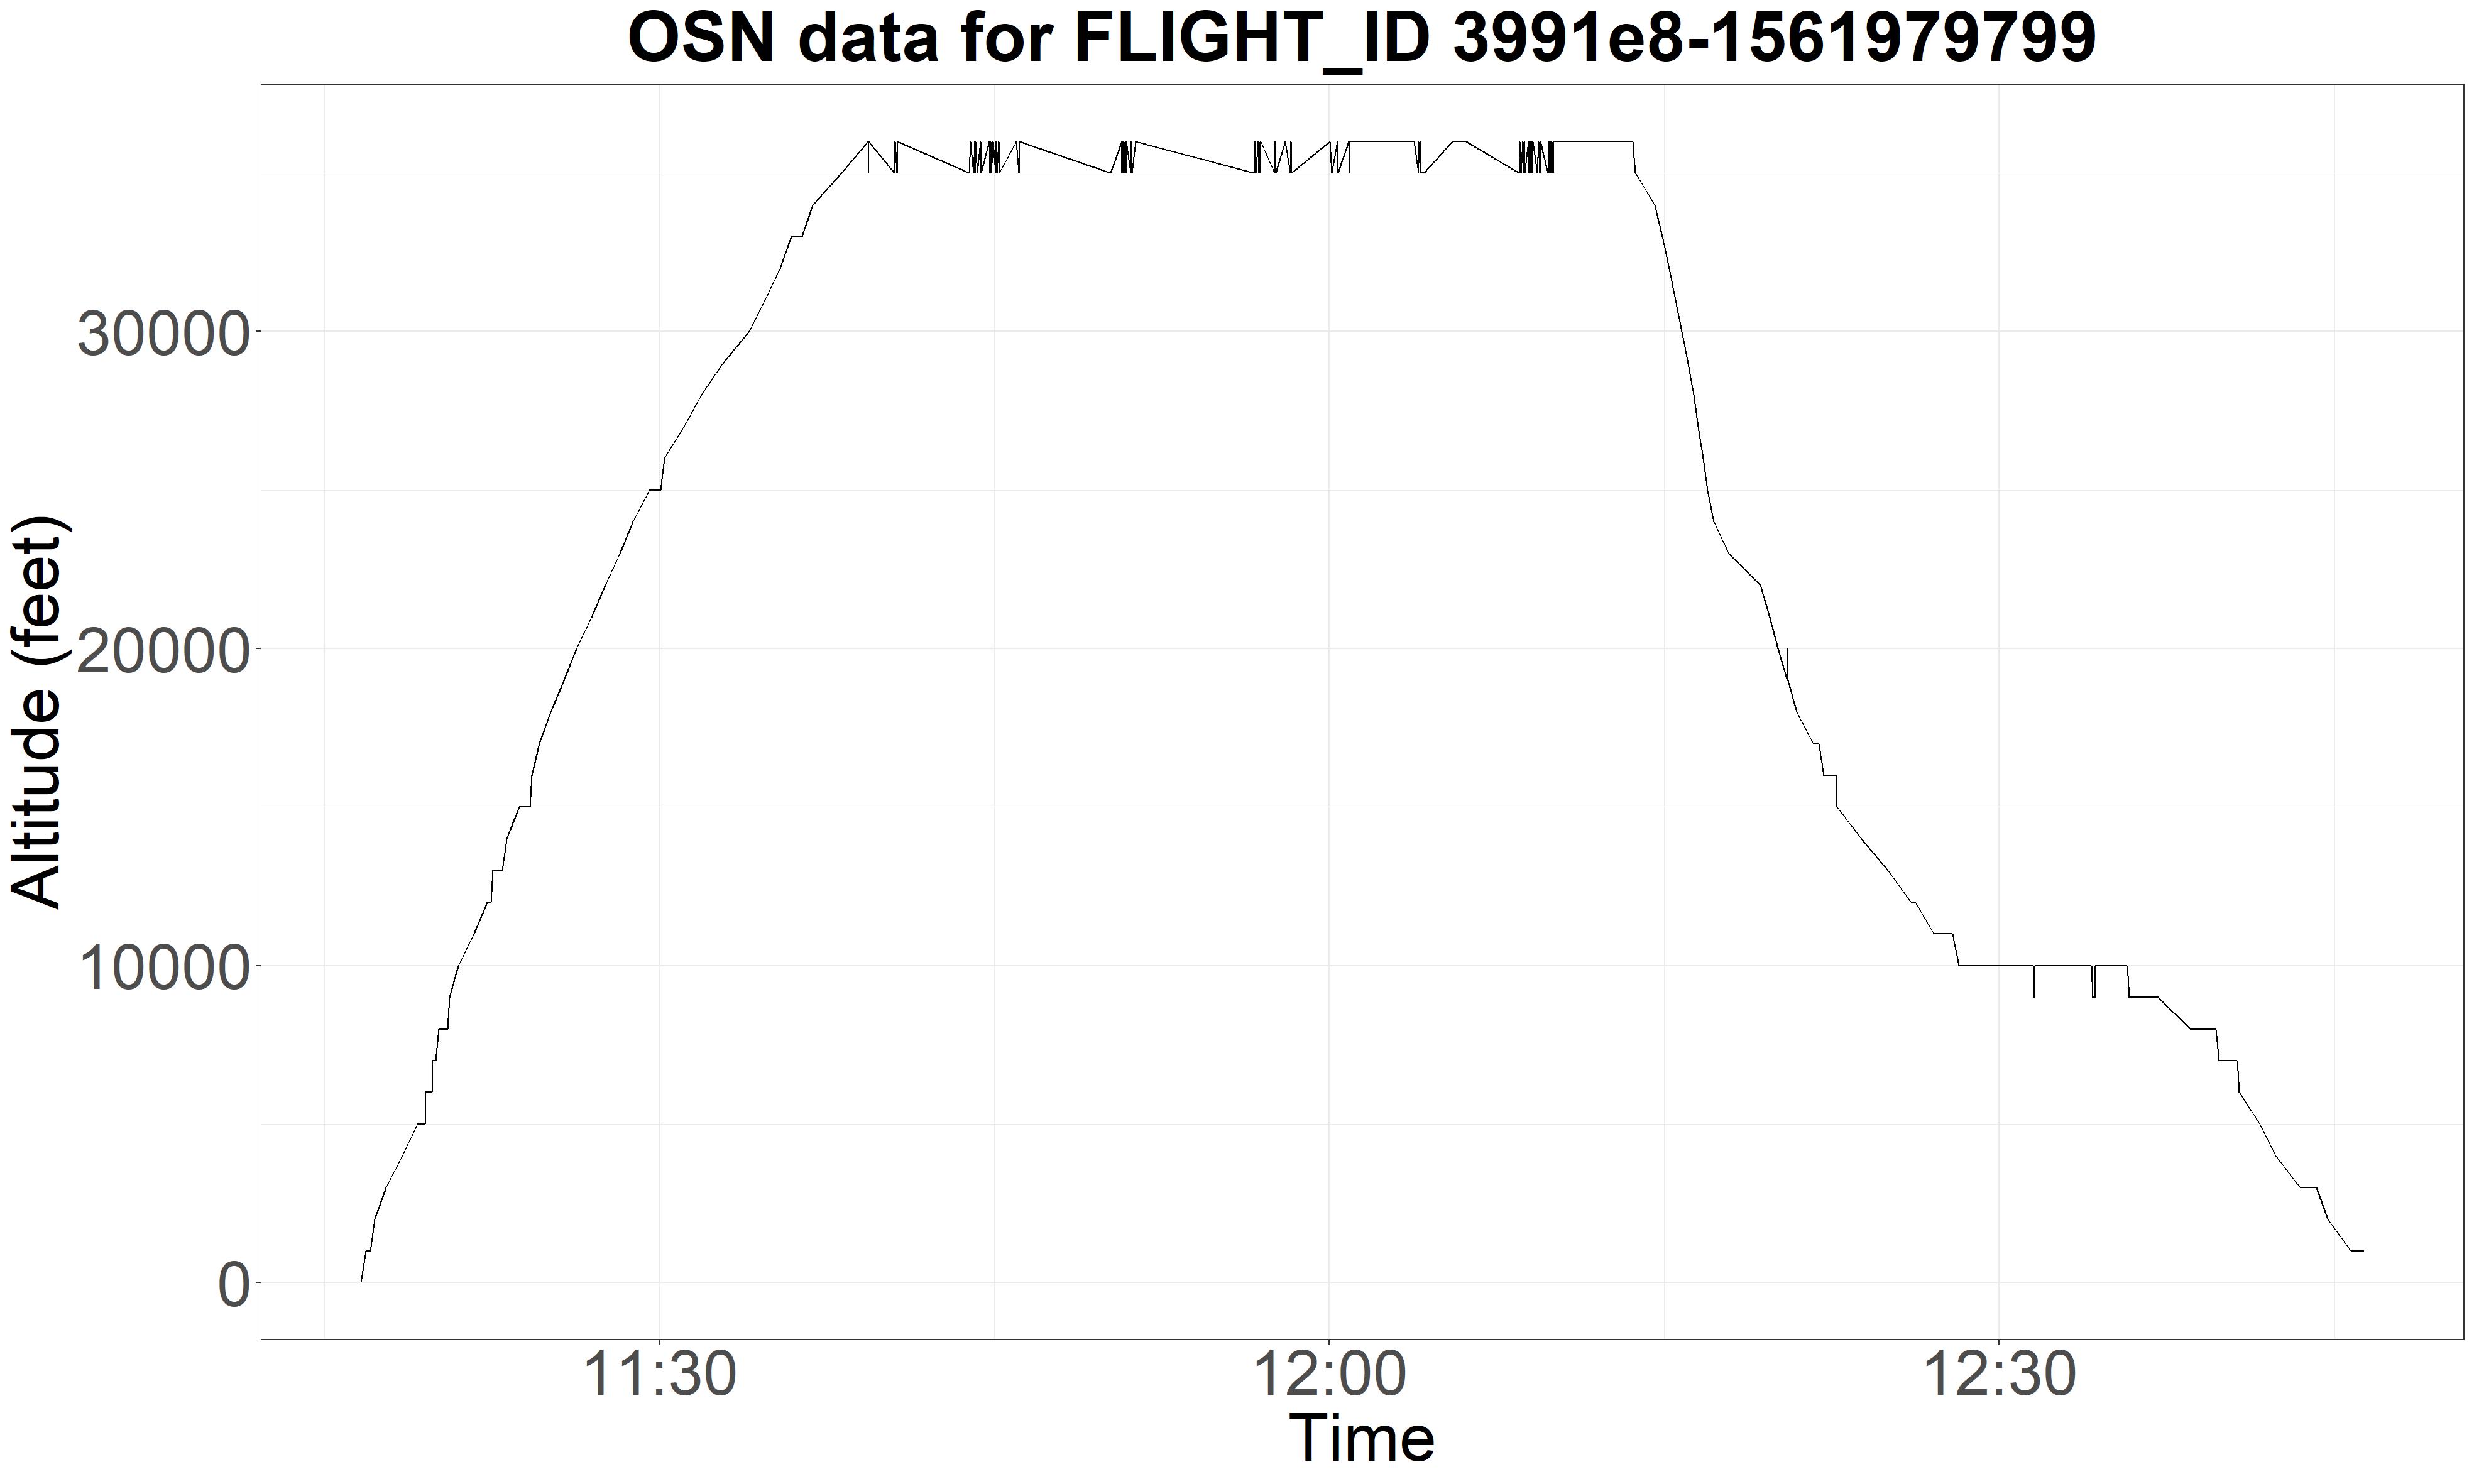 OSN data for FLIGHT_ID 3991e8-1561979799
Altitude (feet)
30000
20000
10000
0
11:30 12:00 12:30
Time